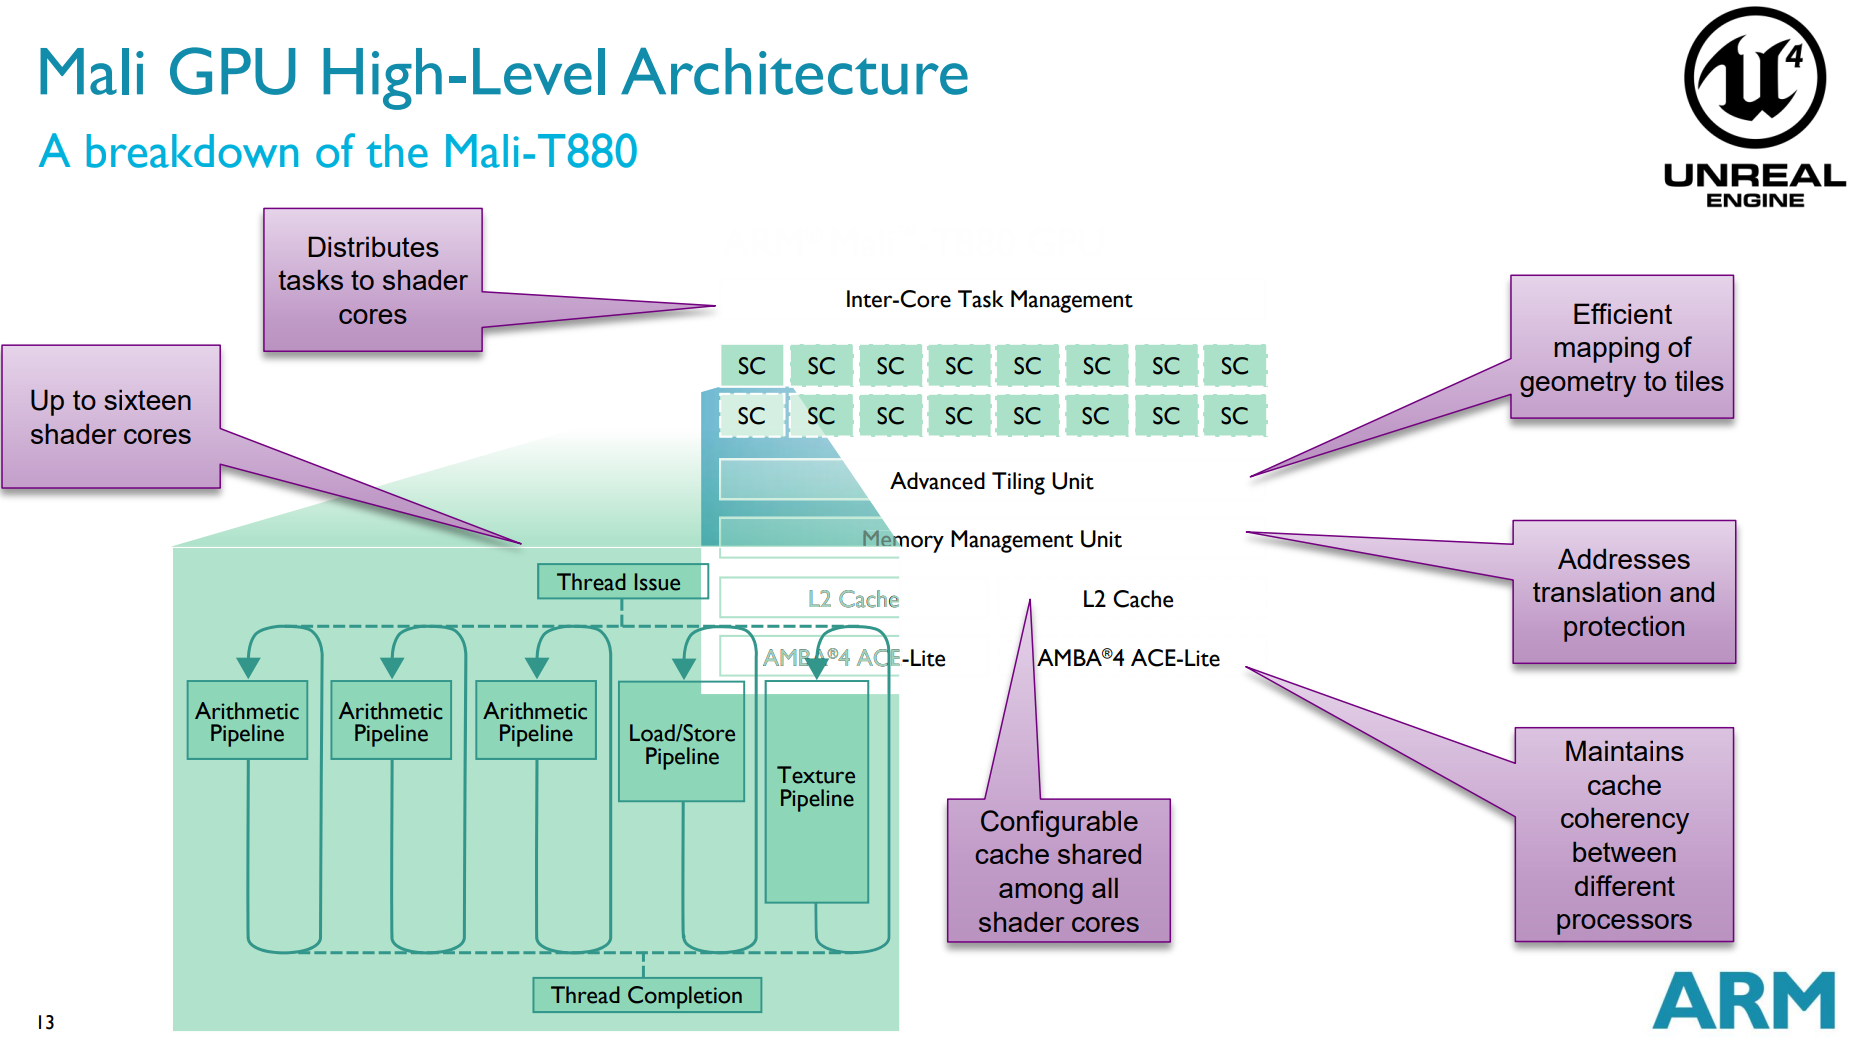 Mali GPU High-Level Architecture
A breakdown of the Mali-T880
4
UNREAL
ENGINE
Distributes
tasks to shader
cores
Up to sixteen
shader cores
Inter-Core Task Management
SC SC SC SC SC SC SC SC
SC SC SC SC SC SC SC SC
Advanced Tiling Unit
Memory Management Unit
L2 Cache L2 Cache
AMBA®4 ACE-Lite AMBA®4 ACE-Lite
Efficient
mapping of
geometry to tiles
Addresses
translation and
protection
Maintains
cache
coherency
between
different
processors
Configurable
cache shared
among all
shader cores
Thread Issue
Arithmetic
Pipeline
Arithmetic
Pipeline
Arithmetic
Pipeline
Load/Store
Pipeline
Texture
Pipeline
Thread Completion
13
ARM